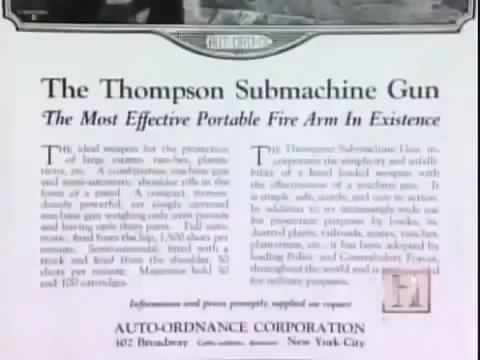 AUTO-ORD-CO
The Thompson Submachine Gun
The Most Effective Portable Fire Arm In Existence
THE ideal weapon for the protection
of large estates, ranches, planta-
tions, etc. A combination machine gun
and semi-automatic shoulder rifle in the
form of a pistol. A compact, tremen-
dously powerful, yet simply operated
machine gun weighing only seven pounds
and having only thirty parts. Full auto-
matic, fired from the hip, 1,500 shots per
minute. Semi-automatic, fitted with a
stock and fired from the shoulder, 50
shots per minute. Magazines hold 50
and 100 cartridges.
THE Thompson Submachine Gun in-
corporates the simplicity and infalli-
bility of a hand loaded weapon with
the effectiveness of a machine gun. It
is simple, safe, sturdy, and sure in action.
In addition to its increasingly wide use
for protection purposes by banks, in-
dustrial plants, railroads, mines, ranches,
plantations, etc., it has been adopted by
leading Police and Constabulary Forces,
throughout the world and
for military purposes.
Information and prices promptly supplied on request
AUTO-ORDNANCE CORPORATION
302 Broadway
New York City
H